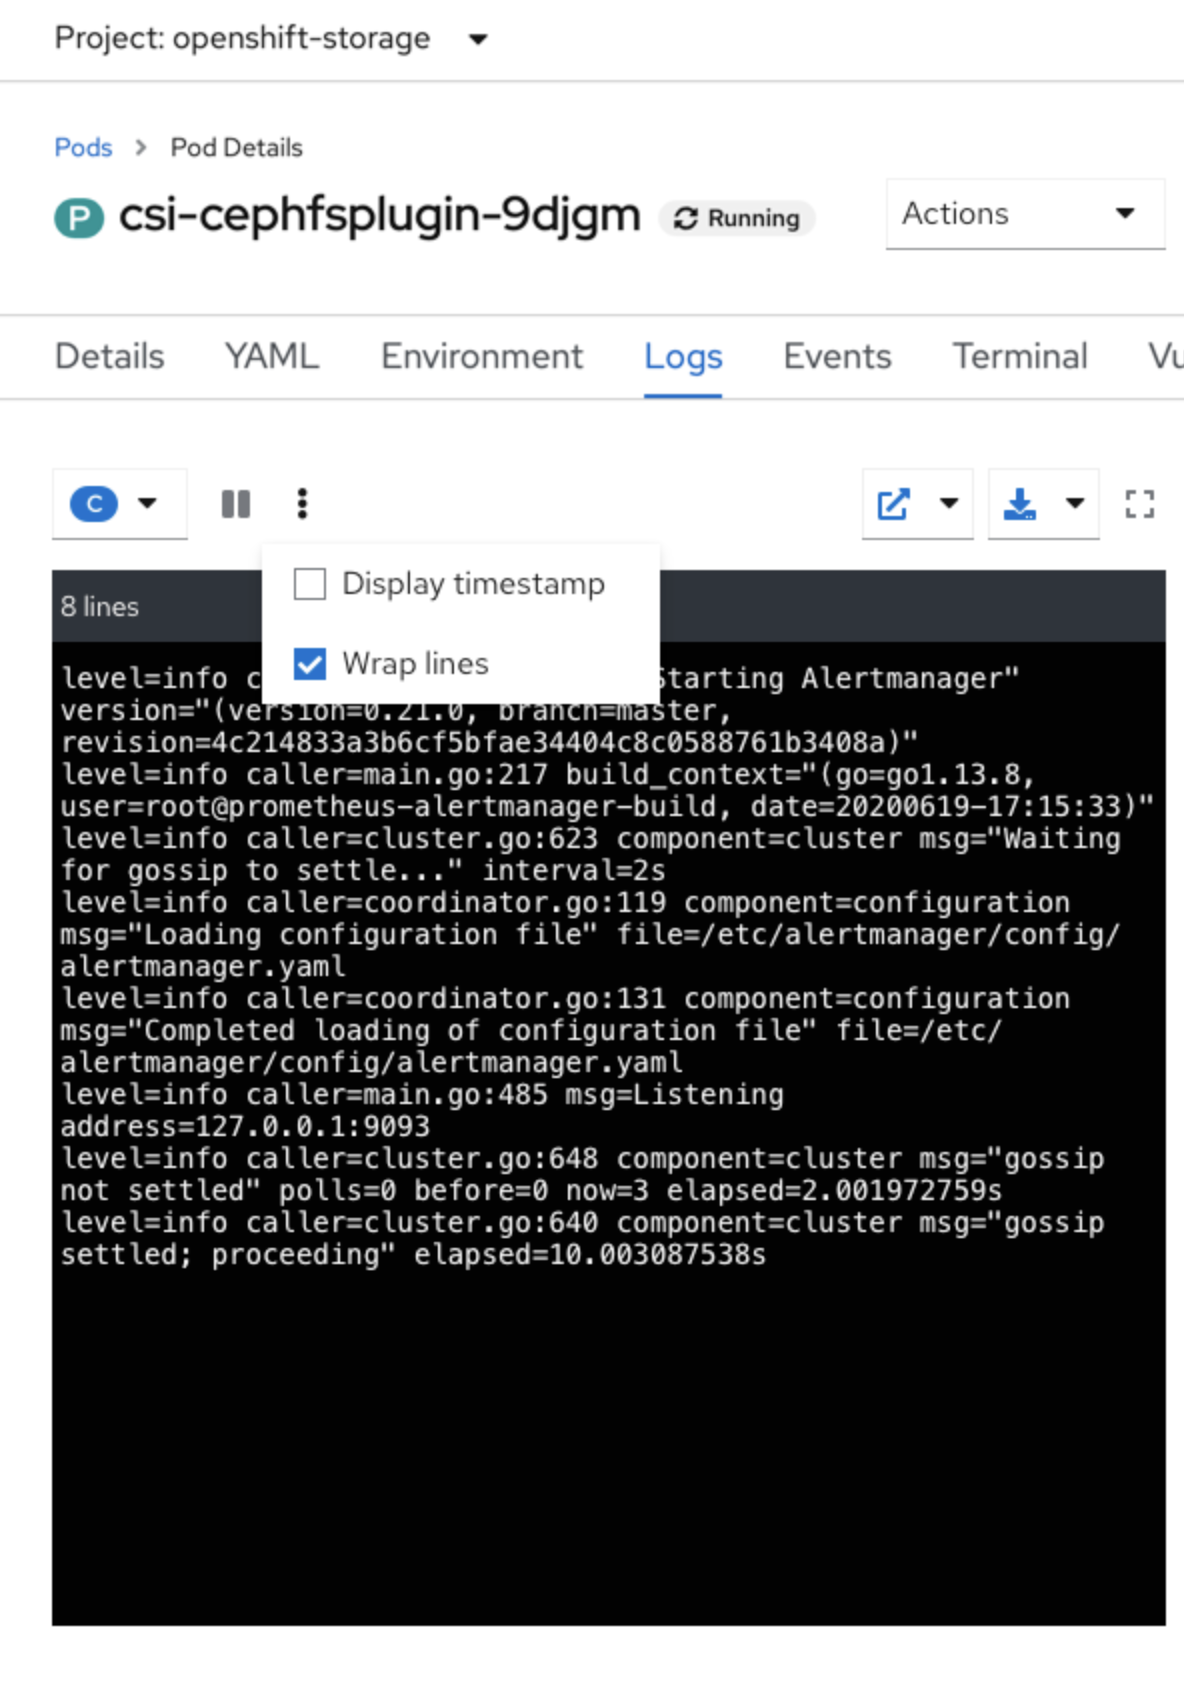 Project: openshift-storage
Pods > Pod Details
P csi-cephfsplugin-9djgm Running
Actions
Details YAML Environment Logs Events Terminal
C
Display timestamp
Wrap lines
8 lines
level=info Starting Alertmanager"
version="(version=0.21.0, branch=master,
revision=4c214833a3b6cf5bfae34404c8c0588761b3408a)"
level=info caller=main.go:217 build_context="(go=go1.13.8,
user=root@prometheus-alertmanager-build, date=20200619-17:15:33)"
level=info caller=cluster.go:623 component=cluster msg="Waiting
for gossip to settle..." interval=2s
level=info caller=coordinator.go:119 component=configuration
msg="Loading configuration file" file=/etc/alertmanager/config/
alertmanager.yaml
level=info caller=coordinator.go:131 component=configuration
msg="Completed loading of configuration file" file=/etc/
alertmanager/config/alertmanager.yaml
level=info caller=main.go:485 msg=Listening
address=127.0.0.1:9093
level=info caller=cluster.go:648 component=cluster msg="gossip
not settled" polls=0 before=0 now=3 elapsed=2.001972759s
level=info caller=cluster.go:640 component=cluster msg="gossip
settled; proceeding" elapsed=10.003087538s